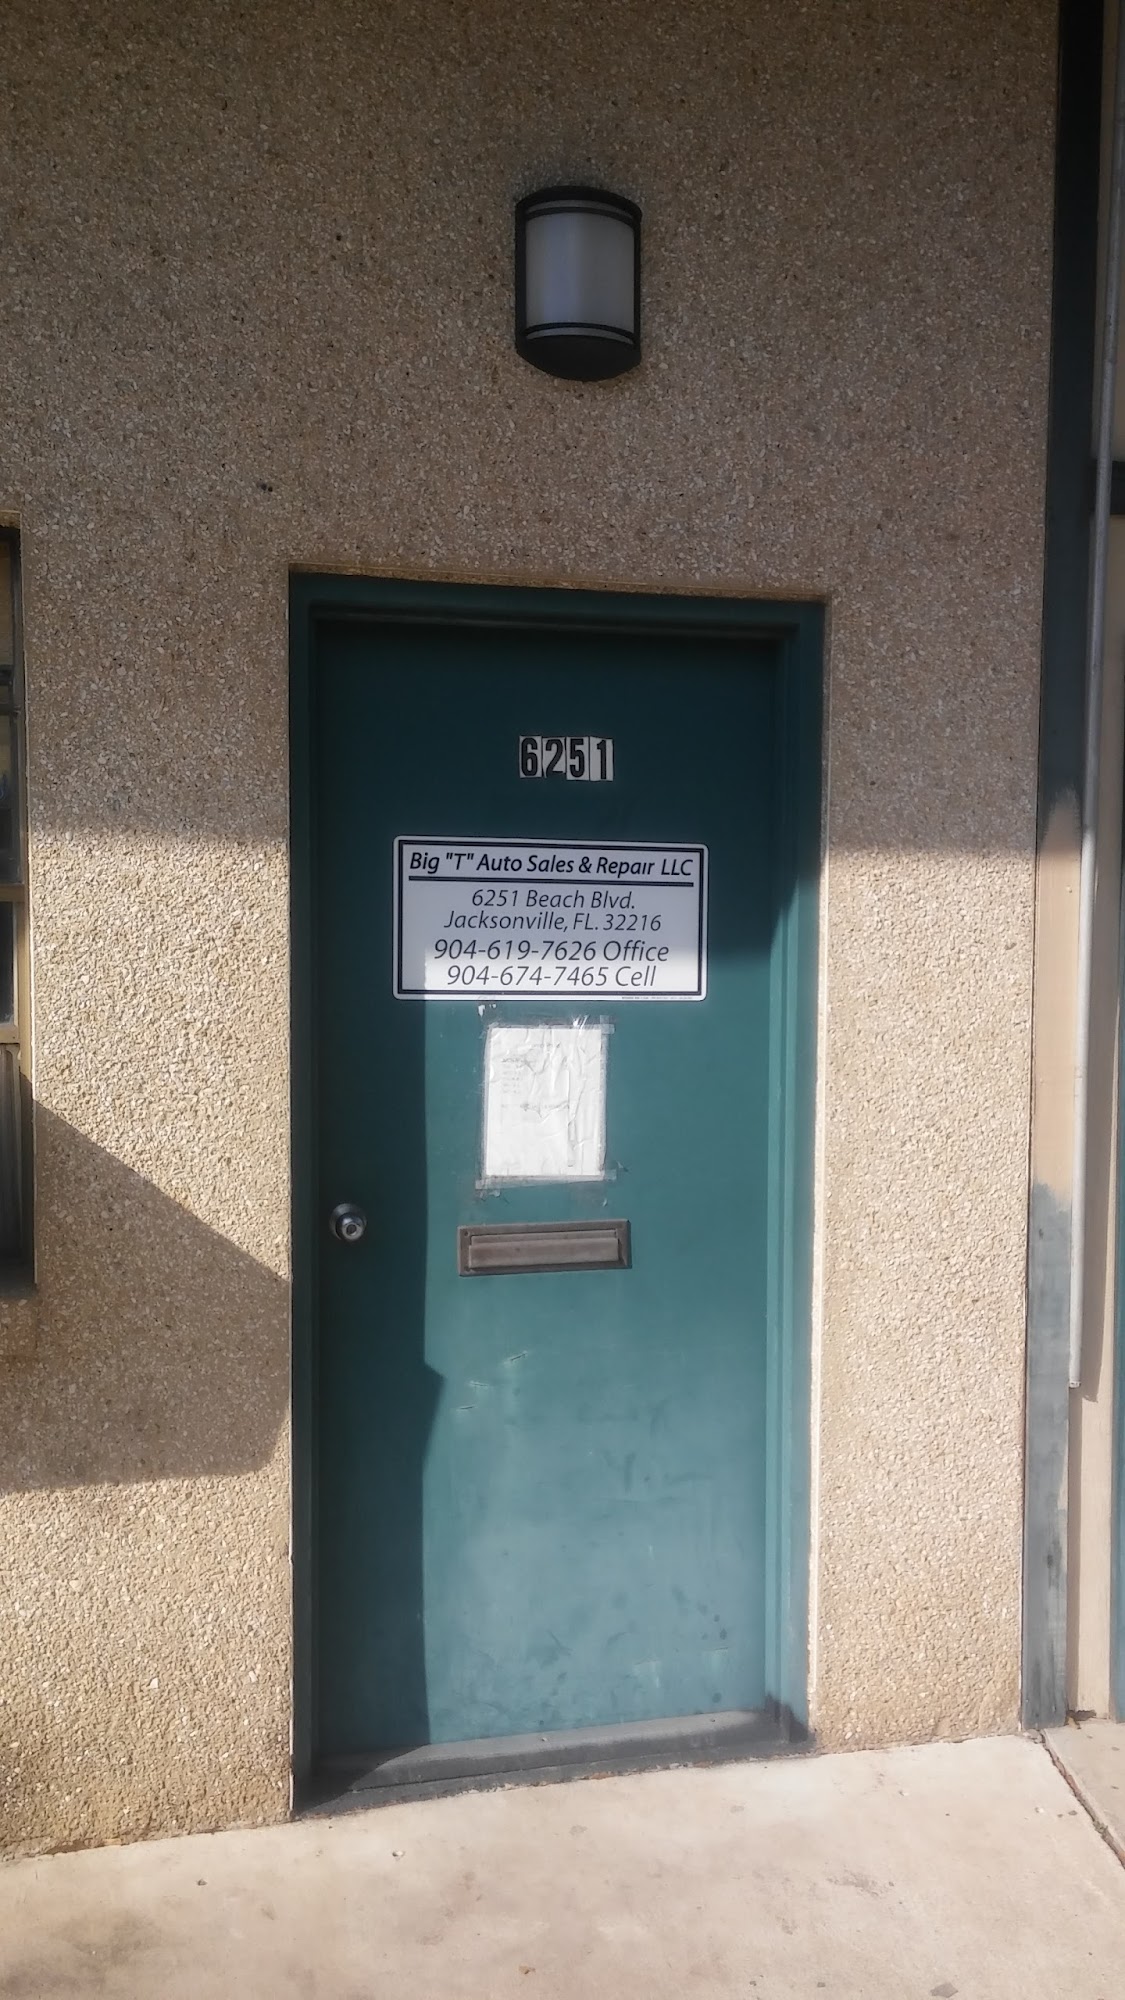 6251
Big "T" Auto Sales & Repair LLC
6251 Beach Blvd.
Jacksonville, FL. 32216
904-619-7626 Office
904-674-7465 Cell